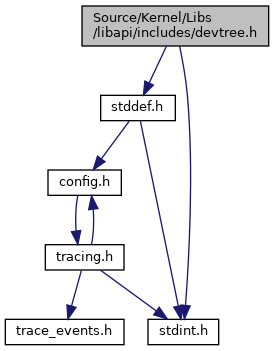 Source/Kernel/Libs
/libapi/includes/devtree.h
stddef.h
config.h
tracing.h
trace_events.h
stdint.h